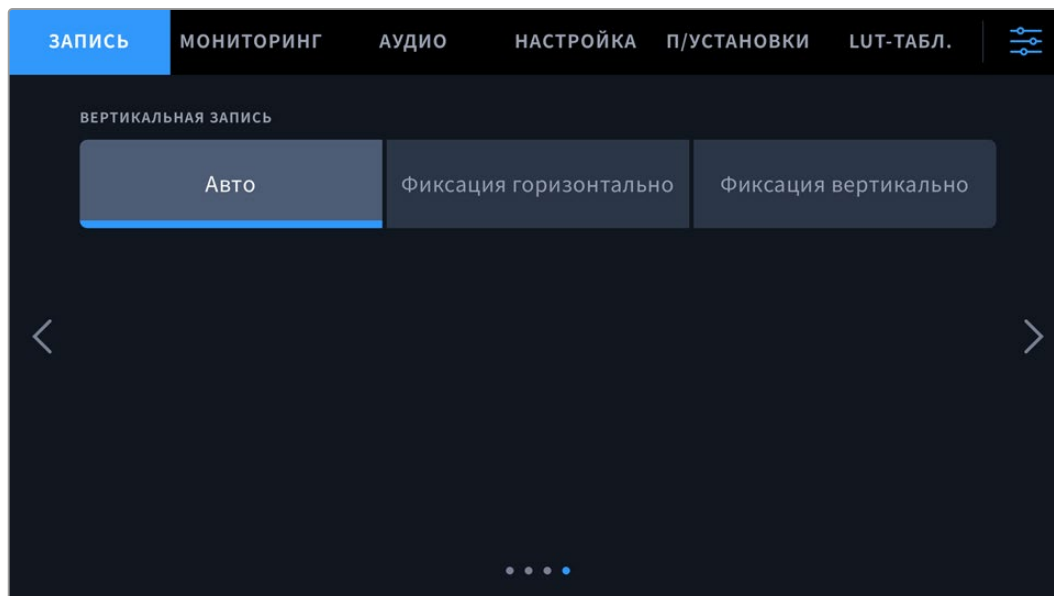 ЗАПИСЬ МОНИТОРИНГ АУДИО НАСТРОЙКА П/УСТАНОВКИ LUT-ТАБЛ.
ВЕРТИКАЛЬНАЯ ЗАПИСЬ
Авто Фиксация горизонтально Фиксация вертикально